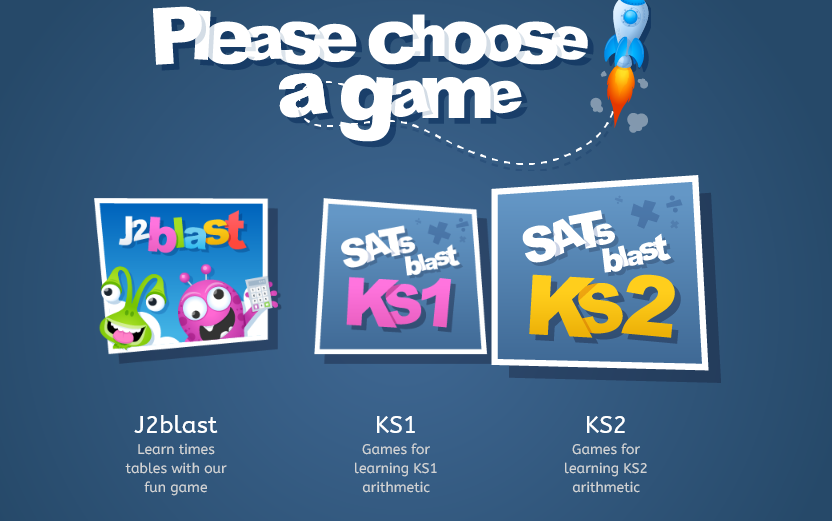 Please choose
a game
J2blast
SATs
blast
KS1
SATs
blast
KS2
J2blast
Learn times
tables with our
fun game
KS1
Games for
learning KS1
arithmetic
KS2
Games for
learning KS2
arithmetic